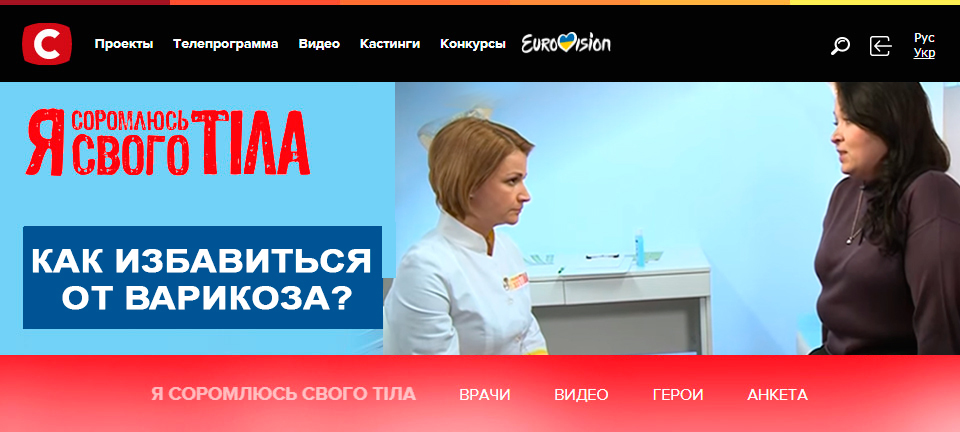 С
Проекты Телепрограмма Видео Кастинги Конкурсы EUROVISION
Рус
Укр
Я СОРОМЛЮСЬ
СВОГО ТІЛА
КАК ИЗБАВИТЬСЯ
ОТ ВАРИКОЗА?
Я СОРОМЛЮСЬ СВОГО ТІЛА ВРАЧИ ВИДЕО ГЕРОИ АНКЕТА